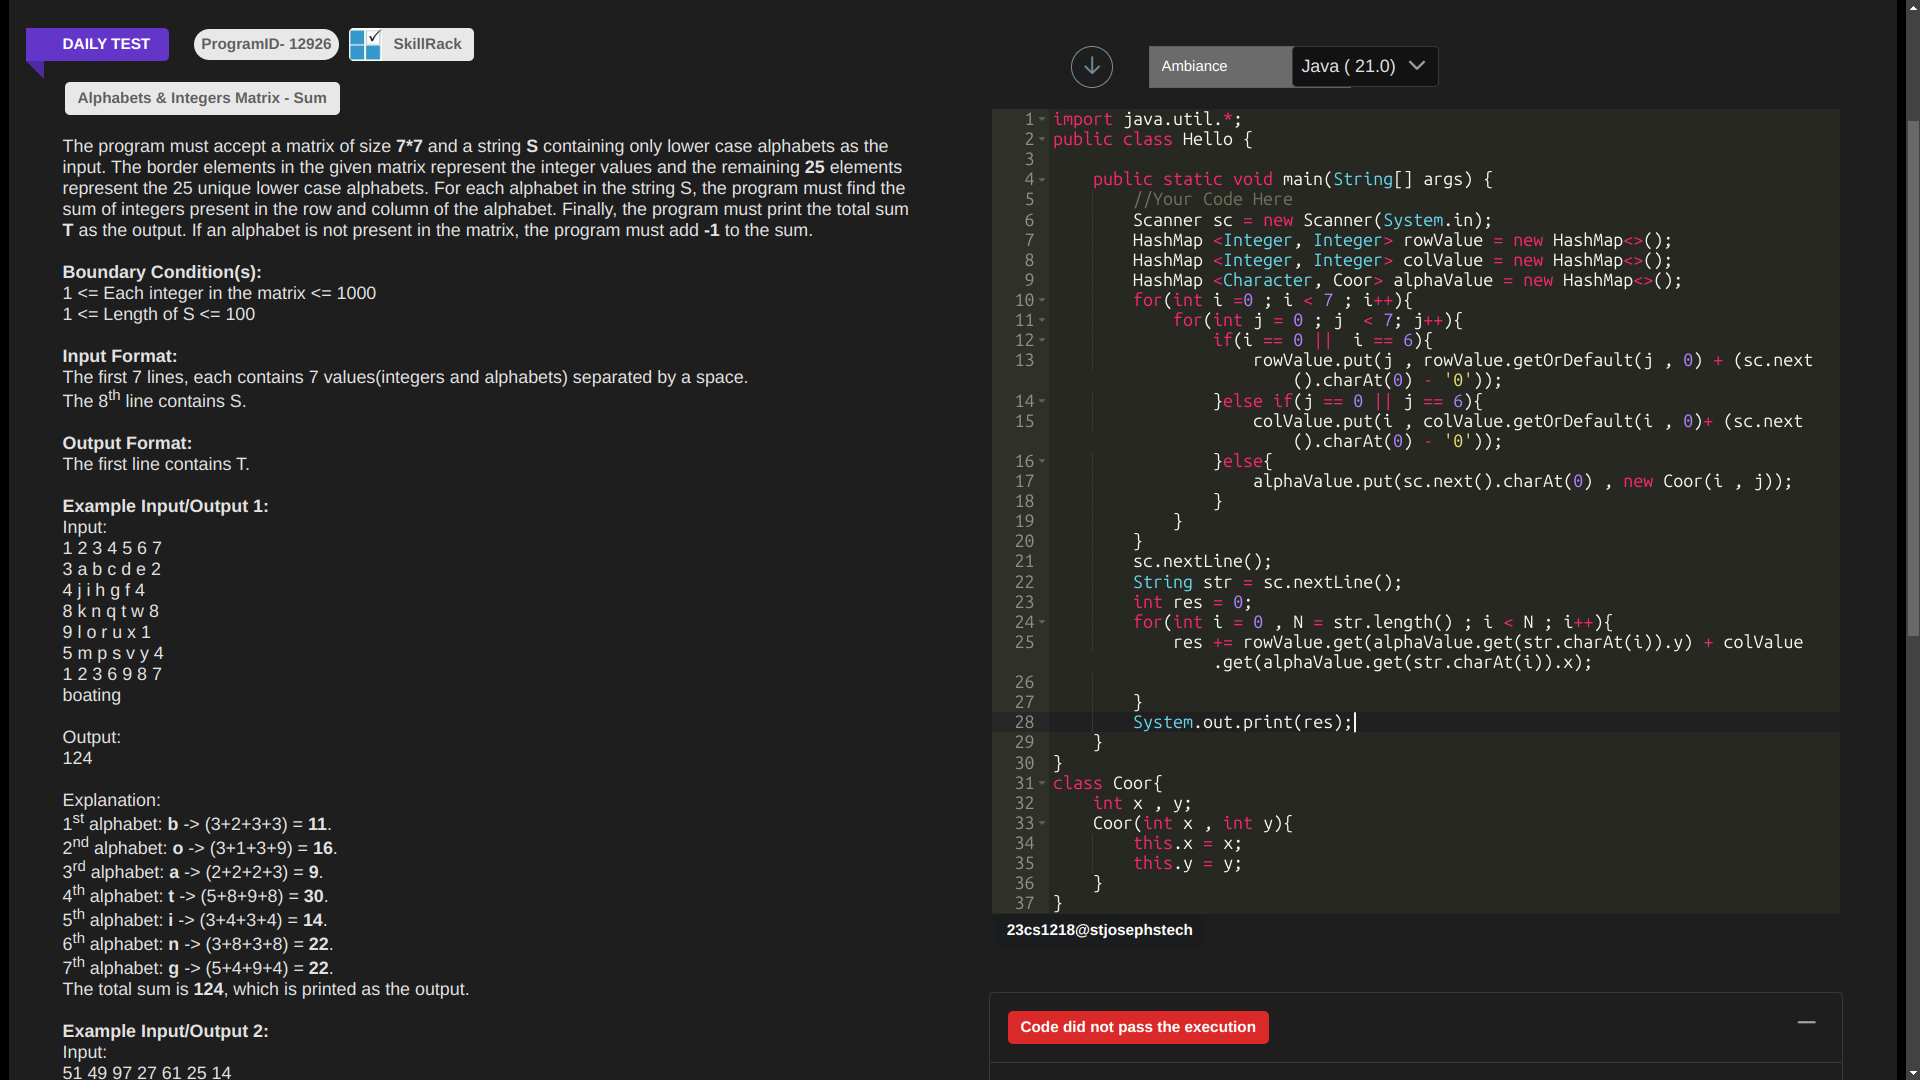 DAILY TEST
ProgramID- 12926
SkillRack
Alphabets & Integers Matrix - Sum
The program must accept a matrix of size 7*7 and a string S containing only lower case alphabets as the
input. The border elements in the given matrix represent the integer values and the remaining 25 elements
represent the 25 unique lower case alphabets. For each alphabet in the string S, the program must find the
sum of integers present in the row and column of the alphabet. Finally, the program must print the total sum
T as the output. If an alphabet is not present in the matrix, the program must add -1 to the sum.
Boundary Condition(s):
1 <= Each integer in the matrix <= 1000
1 <= Length of S <= 100
Input Format:
The first 7 lines, each contains 7 values(integers and alphabets) separated by a space.
The 8th line contains S.
Output Format:
The first line contains T.
Example Input/Output 1:
Input:
1 2 3 4 5 6 7
3 a b c d e 2
4 j i h g f 4
8 k n q t w 8
9 l o r u x 1
5 m p s v y 4
1 2 3 6 9 8 7
boating
Output:
124
Explanation:
1st alphabet: b -> (3+2+3+3) = 11.
2nd alphabet: o -> (3+1+3+9) = 16.
3rd alphabet: a -> (2+2+2+3) = 9.
4th alphabet: t -> (5+8+9+8) = 30.
5th alphabet: i -> (3+4+3+4) = 14.
6th alphabet: n -> (3+8+3+8) = 22.
7th alphabet: g -> (5+4+9+4) = 22.
The total sum is 124, which is printed as the output.
Example Input/Output 2:
Input:
51 49 97 27 61 25 14
Ambiance
Java ( 21.0)
1 import java.util.*;
2 public class Hello {
3
4     public static void main(String[] args) {
5         //Your Code Here
6         Scanner sc = new Scanner(System.in);
7         HashMap <Integer, Integer> rowValue = new HashMap<>();
8         HashMap <Integer, Integer> colValue = new HashMap<>();
9         HashMap <Character, Coor> alphaValue = new HashMap<>();
10         for(int i =0 ; i < 7 ; i++){
11             for(int j = 0 ; j  < 7; j++){
12                 if(i == 0 ||  i == 6){
13                     rowValue.put(j , rowValue.getOrDefault(j , 0) + (sc.next
().charAt(0) - '0'));
14                 }else if(j == 0 || j == 6){
15                     colValue.put(i , colValue.getOrDefault(i , 0)+ (sc.next
().charAt(0) - '0'));
16                 }else{
17                     alphaValue.put(sc.next().charAt(0) , new Coor(i , j));
18                 }
19             }
20         }
21         sc.nextLine();
22         String str = sc.nextLine();
23         int res = 0;
24         for(int i = 0 , N = str.length() ; i < N ; i++){
25             res += rowValue.get(alphaValue.get(str.charAt(i)).y) + colValue
.get(alphaValue.get(str.charAt(i)).x);
26
27         }
28         System.out.print(res);
29     }
30 }
31 class Coor{
32     int x , y;
33     Coor(int x , int y){
34         this.x = x;
35         this.y = y;
36     }
37 }
23cs1218@stjosephstech
Code did not pass the execution